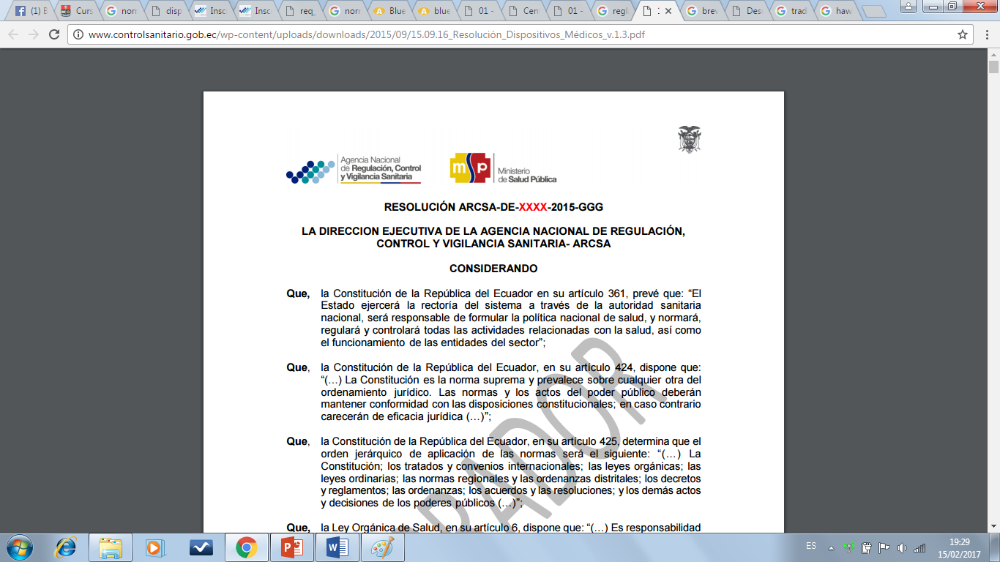 (1) E
Curs
norr
disp
Insc
Insc
req_
norr
Blue
blue
01 -
Cen
01 -
regl
brev
Des
trad
haw
www.controlsanitario.gob.ec/wp-content/uploads/downloads/2015/09/15.09.16_Resolución_Dispositivos_Médicos_v.1.3.pdf
Agencia Nacional
de Regulación, Control
y Vigilancia Sanitaria
msp
Ministerio
de Salud Pública
RESOLUCIÓN ARCSA-DE-XXXX-2015-GGG
LA DIRECCION EJECUTIVA DE LA AGENCIA NACIONAL DE REGULACIÓN,
CONTROL Y VIGILANCIA SANITARIA- ARCSA
CONSIDERANDO
Que, la Constitución de la República del Ecuador en su artículo 361, prevé que: “El
Estado ejercerá la rectoría del sistema a través de la autoridad sanitaria
nacional, será responsable de formular la política nacional de salud, y normará,
regulará y controlará todas las actividades relacionadas con la salud, así como
el funcionamiento de las entidades del sector”;
Que, la Constitución de la República del Ecuador, en su artículo 424, dispone que:
“(…) La Constitución es la norma suprema y prevalece sobre cualquier otra del
ordenamiento jurídico. Las normas y los actos del poder público deberán
mantener conformidad con las disposiciones constitucionales; en caso contrario
carecerán de eficacia jurídica (…)”;
Que, la Constitución de la República del Ecuador, en su artículo 425, determina que el
orden jerárquico de aplicación de las normas será el siguiente: “(…) La
Constitución; los tratados y convenios internacionales; las leyes orgánicas; las
leyes ordinarias; las normas regionales y las ordenanzas distritales; los decretos
y reglamentos; las ordenanzas; los acuerdos y las resoluciones; y los demás actos
y decisiones de los poderes públicos (…)”;
Que, la Ley Orgánica de Salud, en su artículo 6, dispone que: “(…) Es responsabilidad
RADOR
ES
19:29
15/02/2017